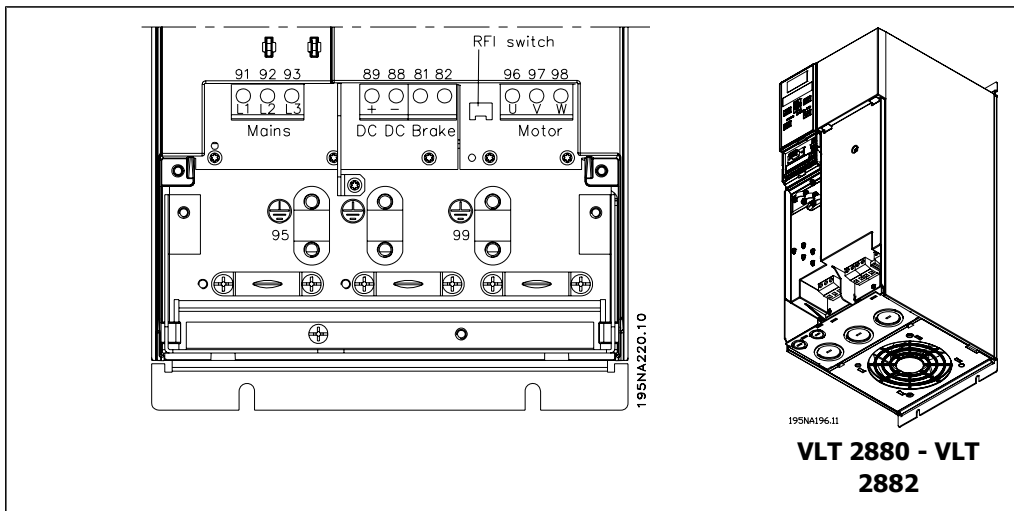 RFI switch
91 92 93 89 88 81 82 96 97 98
+ − U V W
L1 L2 L3
Mains DC DC Brake Motor
95 99
195NA220.10
195NA196.11
VLT 2880 - VLT
2882